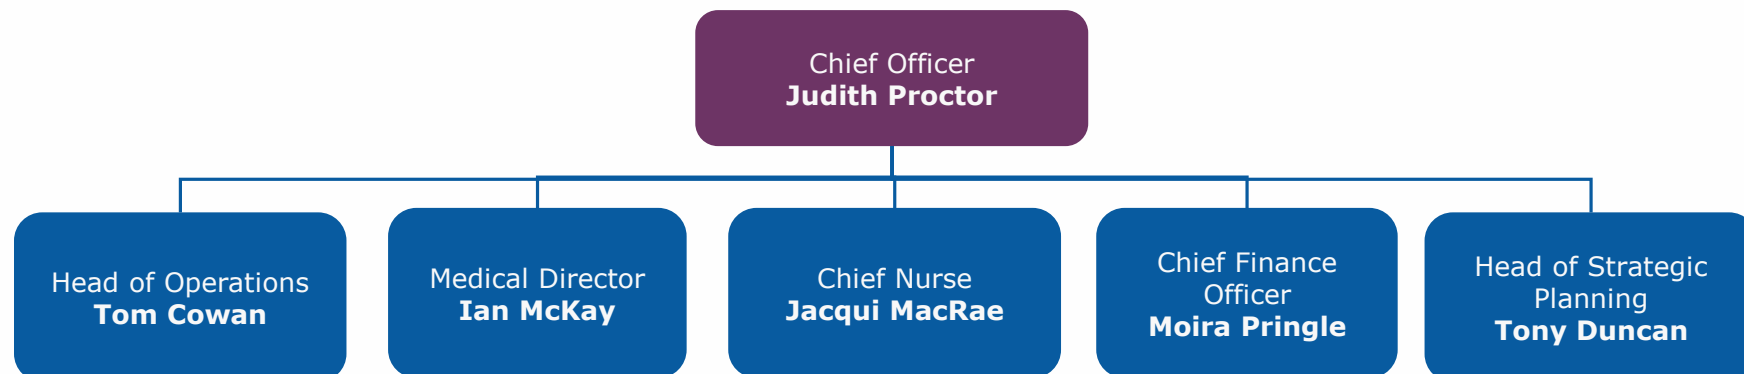 Chief Officer
Judith Proctor
Head of Operations
Tom Cowan
Medical Director
Ian McKay
Chief Nurse
Jacqui MacRae
Chief Finance
Officer
Moira Pringle
Head of Strategic
Planning
Tony Duncan